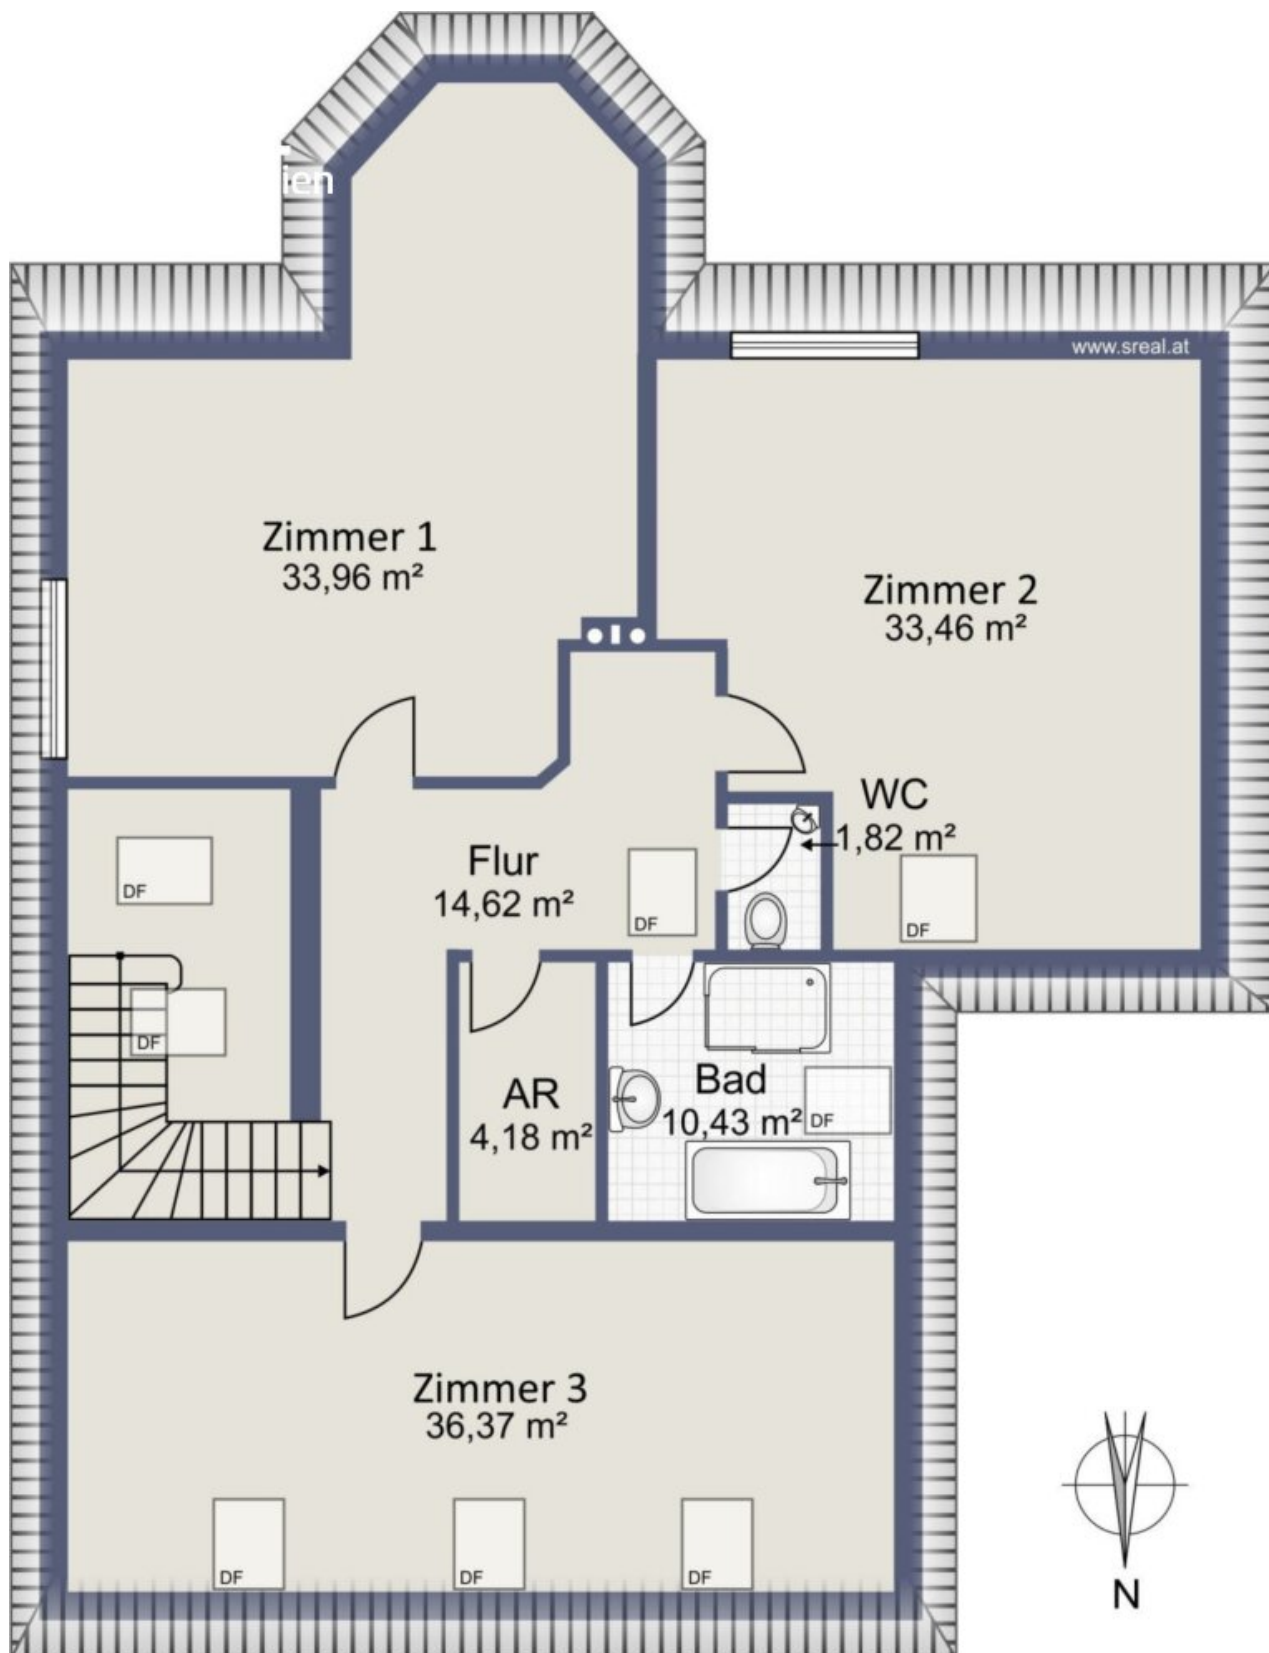 ien
www.sreal.at
Zimmer 1
33,96 m²
Zimmer 2
33,46 m²
WC
1,82 m²
Flur
14,62 m²
DF
DF
DF
DF
AR
4,18 m²
Bad
10,43 m²
DF
Zimmer 3
36,37 m²
DF
DF
DF
N